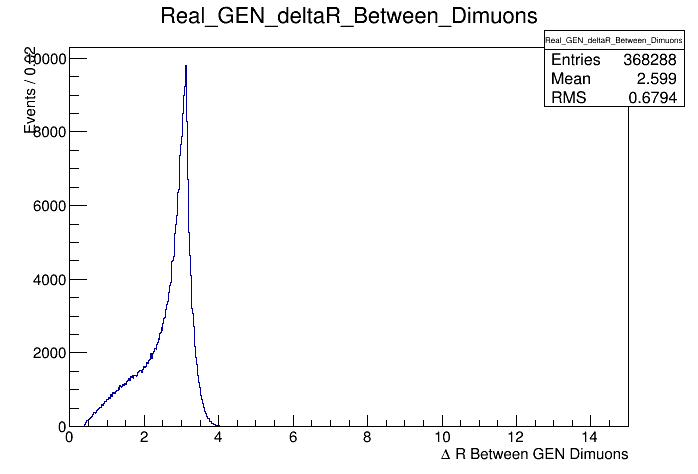 Real_GEN_deltaR_Between_Dimuons
Real_GEN_deltaR_Between_Dimuons
Entries 368288
Mean 2.599
RMS 0.6794
Events / 0.02
10000
8000
6000
4000
2000
0
0 2 4 6 8 10 12 14
Δ R Between GEN Dimuons